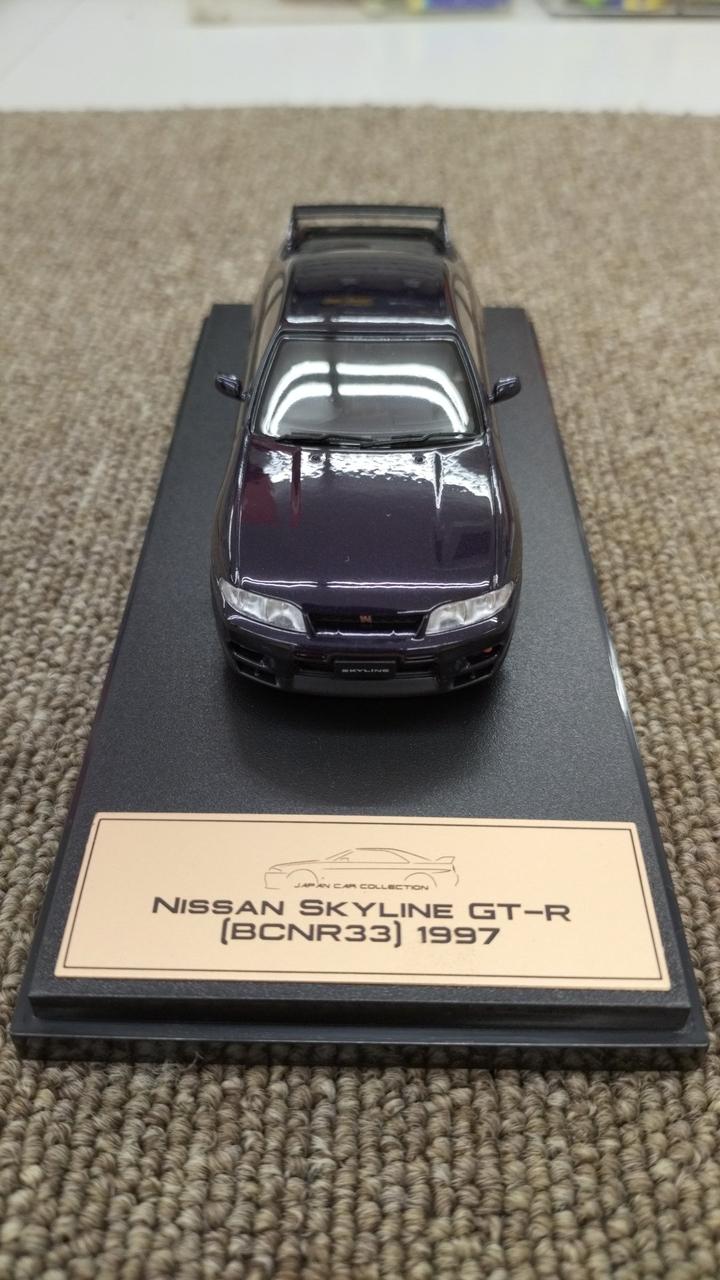 SKYLINE
JAPAN CAR COLLECTION
NISSAN SKYLINE GT-R
(BCNR33) 1997